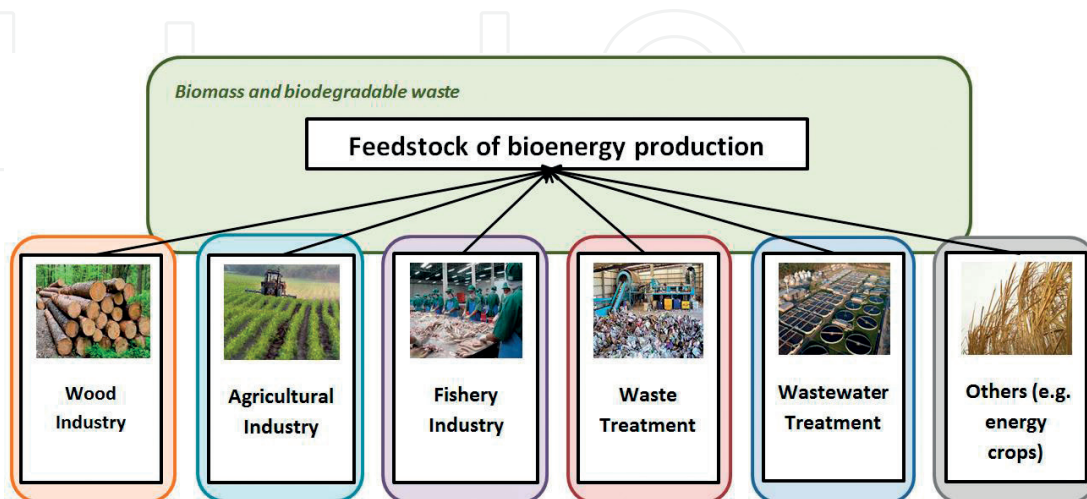 Biomass and biodegradable waste
Feedstock of bioenergy production
Wood
Industry
Agricultural
Industry
Fishery
Industry
Waste
Treatment
Wastewater
Treatment
Others (e.g.
energy
crops)